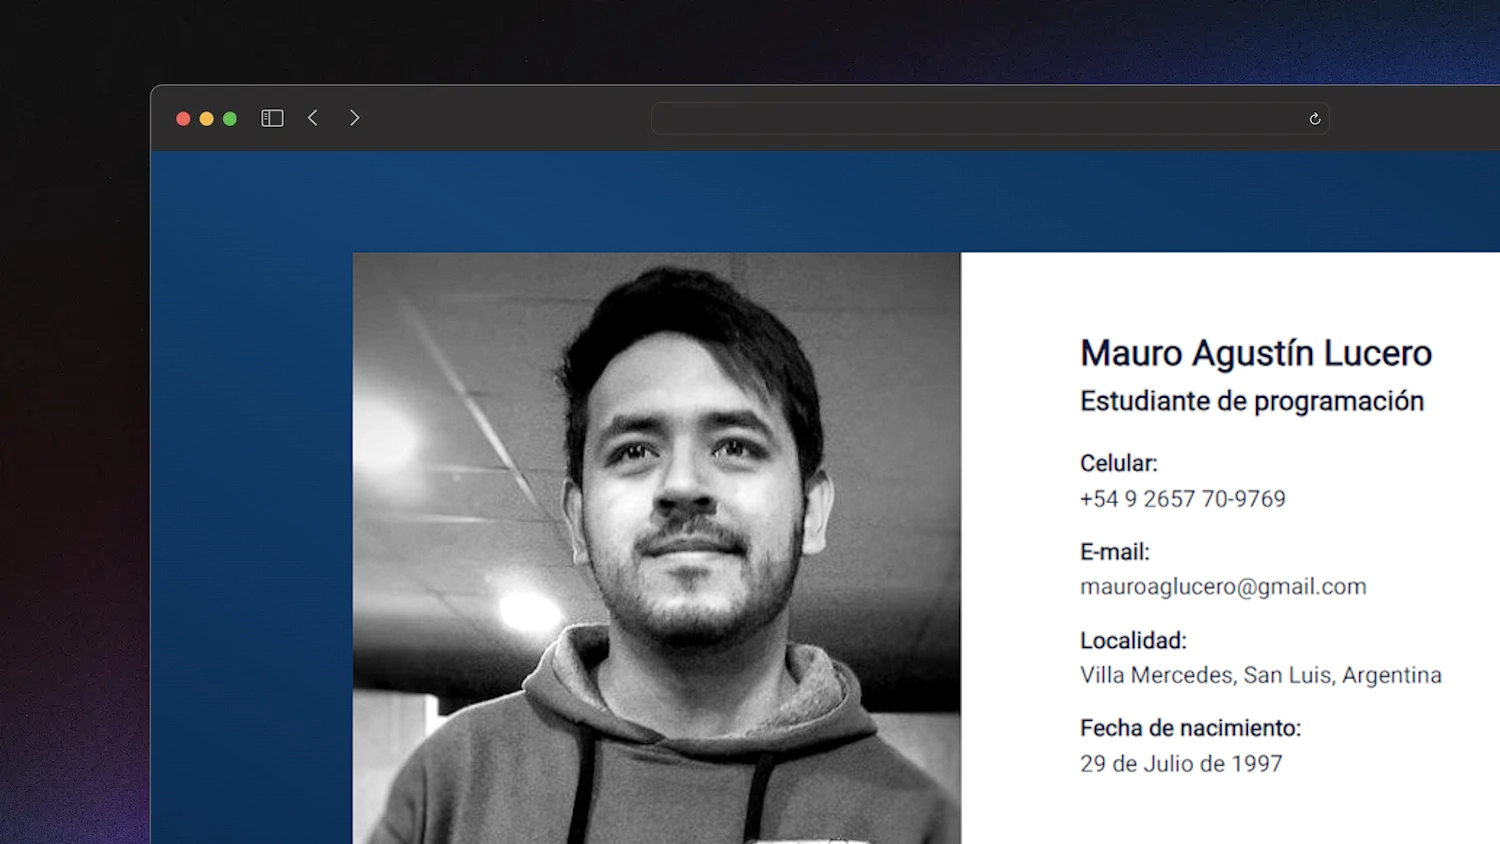 Mauro Agustín Lucero
Estudiante de programación
Celular:
+54 9 2657 70-9769
E-mail:
mauroaglucero@gmail.com
Localidad:
Villa Mercedes, San Luis, Argentina
Fecha de nacimiento:
29 de Julio de 1997